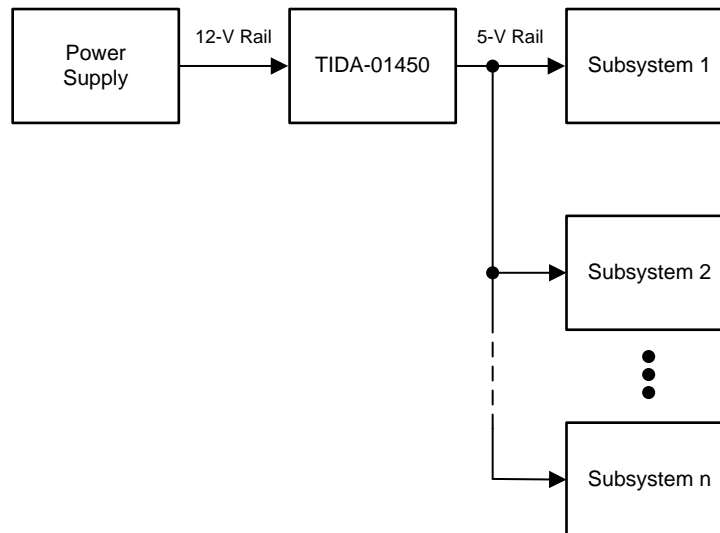 Power
Supply
12-V Rail
TIDA-01450
5-V Rail
Subsystem 1
Subsystem 2
Subsystem n